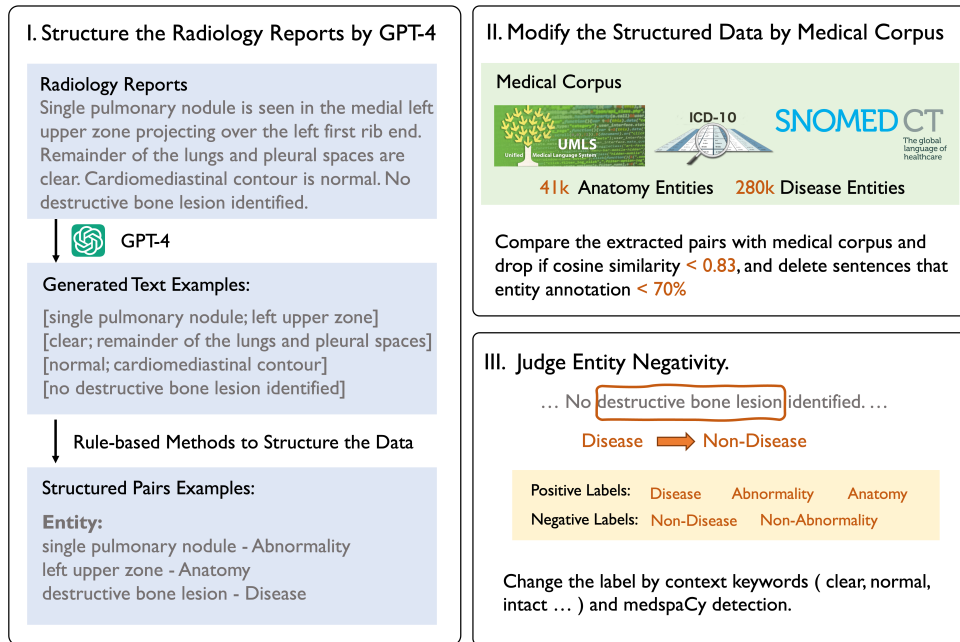 I. Structure the Radiology Reports by GPT-4
Radiology Reports
Single pulmonary nodule is seen in the medial left
upper zone projecting over the left first rib end.
Remainder of the lungs and pleural spaces are
clear. Cardiomediastinal contour is normal. No
destructive bone lesion identified.
GPT-4
Generated Text Examples:
[single pulmonary nodule; left upper zone]
[clear; remainder of the lungs and pleural spaces]
[normal; cardiomediastinal contour]
[no destructive bone lesion identified]
Rule-based Methods to Structure the Data
Structured Pairs Examples:
Entity:
single pulmonary nodule - Abnormality
left upper zone - Anatomy
destructive bone lesion - Disease
II. Modify the Structured Data by Medical Corpus
Medical Corpus
UMLS
Unified Medical Language System
ICD-10
SNOMED CT
The global
language of
healthcare
41k Anatomy Entities 280k Disease Entities
Compare the extracted pairs with medical corpus and
drop if cosine similarity < 0.83, and delete sentences that
entity annotation < 70%
III. Judge Entity Negativity.
... No destructive bone lesion identified. ...
Disease Non-Disease
Positive Labels: Disease Abnormality Anatomy
Negative Labels: Non-Disease Non-Abnormality
Change the label by context keywords ( clear, normal,
intact ... ) and medspaCy detection.